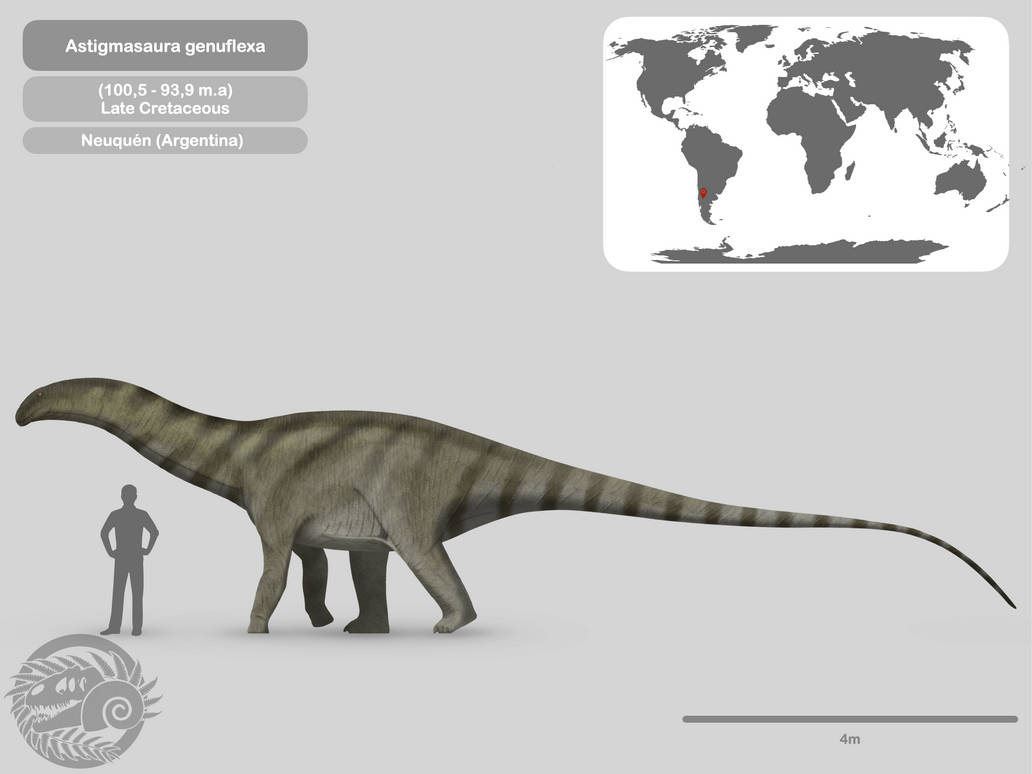 Astigmasaura genuflexa
(100,5 - 93,9 m.a)
Late Cretaceous
Neuquén (Argentina)
4m